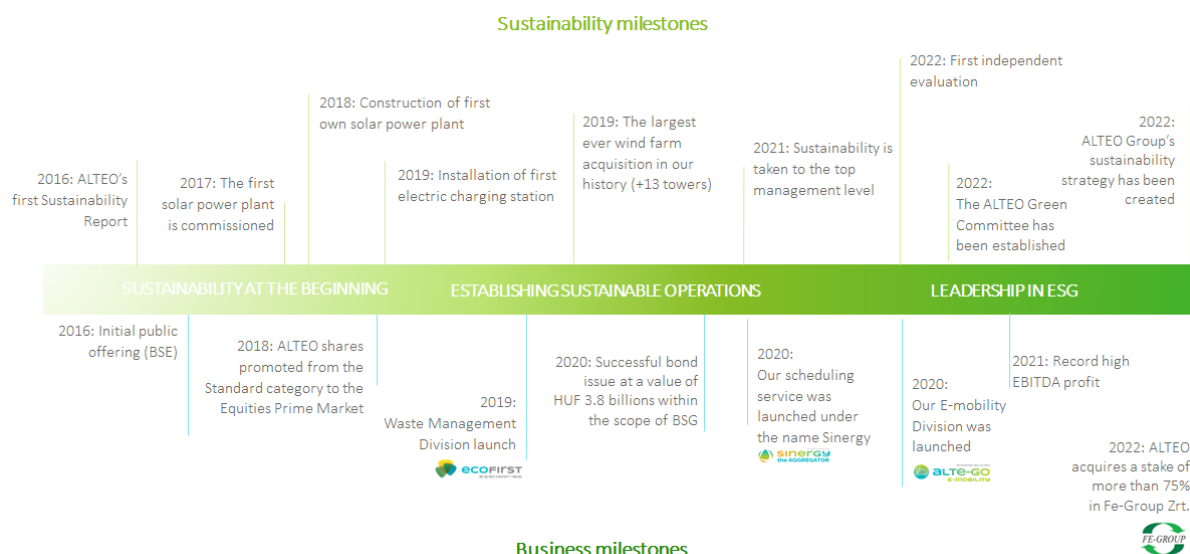 Sustainability milestones
2016: ALTEO's
first Sustainability
Report
2017: The first
solar power plant
is commissioned
2018: Construction of first
own solar power plant
2019: Installation of first
electric charging station
2019: The largest
ever wind farm
acquisition in our
history (+13 towers)
2021: Sustainability is
taken to the top
management level
2022: First independent
evaluation
2022:
The ALTEO Green
Committee has
been established
2022:
ALTEO Group's
sustainability
strategy has been
created
SUSTAINABILITY AT THE BEGINNING
ESTABLISHING SUSTAINABLE OPERATIONS
LEADERSHIP IN ESG
2016: Initial public
offering (BSE)
2018: ALTEO shares
promoted from the
Standard category to the
Equities Prime Market
2019:
Waste Management
Division launch
ecoFirst
2020: Successful bond
issue at a value of
HUF 3.8 billions within
the scope of BSG
2020:
Our scheduling
service was
launched under
the name Sinergy
sinergy
the AGGREGATOR
2020:
Our E-mobility
Division was
launched
ALTe-GO
E-MOBILITY
2021: Record high
EBITDA profit
2022: ALTEO
acquires a stake of
more than 75%
in Fe-Group Zrt.
FE-GROUP
Business milestones